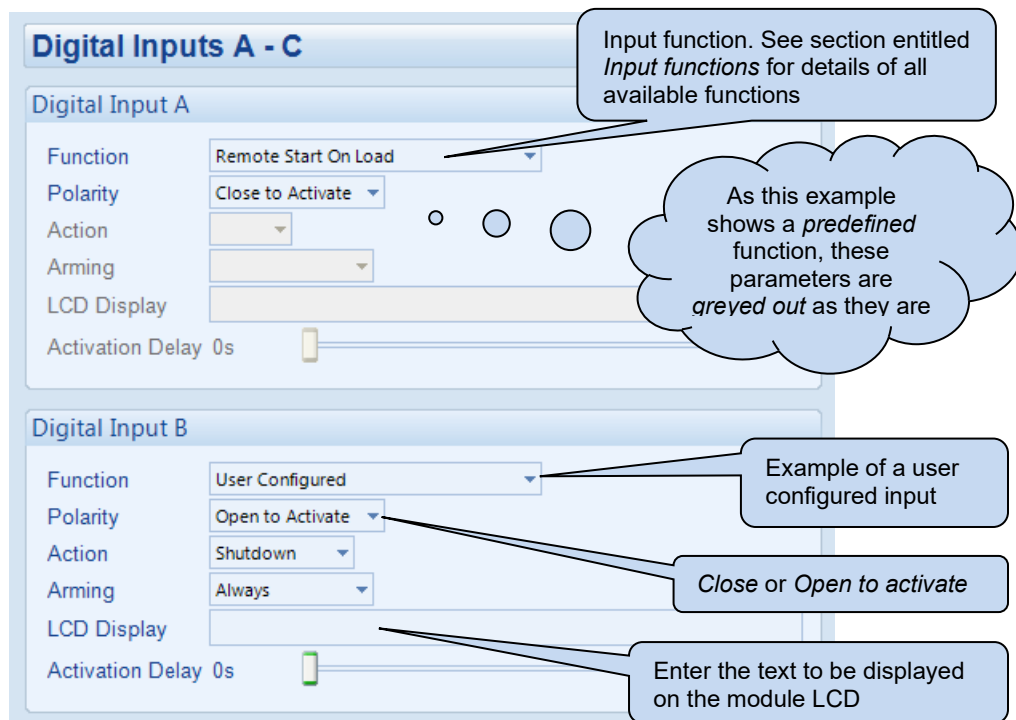 Digital Inputs A - C
Input function. See section entitled
Input functions for details of all
available functions
Digital Input A
Function Remote Start On Load
Polarity Close to Activate
Action
Arming
LCD Display
Activation Delay 0s
As this example
shows a predefined
function, these
parameters are
greyed out as they are
Digital Input B
Function User Configured
Polarity Open to Activate
Action Shutdown
Arming Always
LCD Display
Activation Delay 0s
Example of a user
configured input
Close or Open to activate
Enter the text to be displayed
on the module LCD